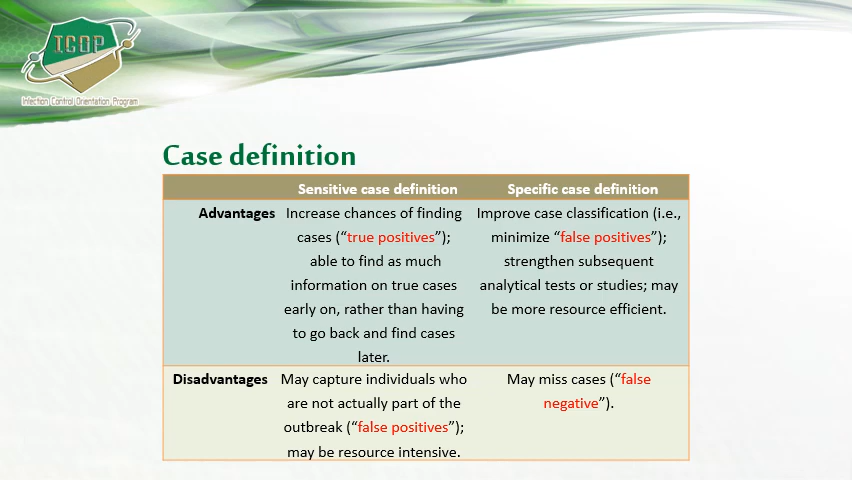 ICOP
Infection Control Orientation Program
Case definition
Sensitive case definition
Specific case definition
Advantages
Increase chances of finding
cases (“true positives”);
able to find as much
information on true cases
early on, rather than having
to go back and find cases
later.
Improve case classification (i.e.,
minimize “false positives”);
strengthen subsequent
analytical tests or studies; may
be more resource efficient.
Disadvantages
May capture individuals who
are not actually part of the
outbreak (“false positives”);
may be resource intensive.
May miss cases (“false
negative”).